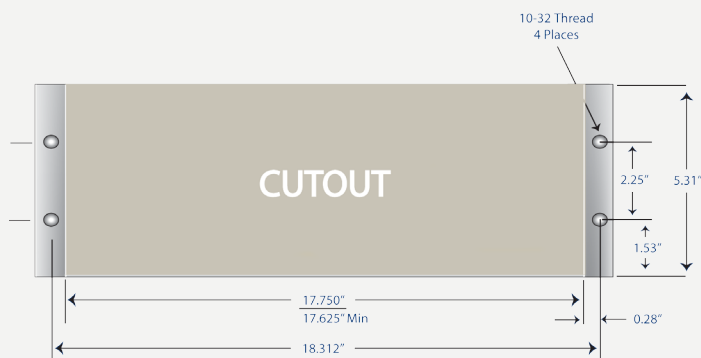 10-32 Thread
4 Places
CUTOUT
2.25"
5.31"
1.53"
17.750"
17.625" Min
0.28"
18.312"